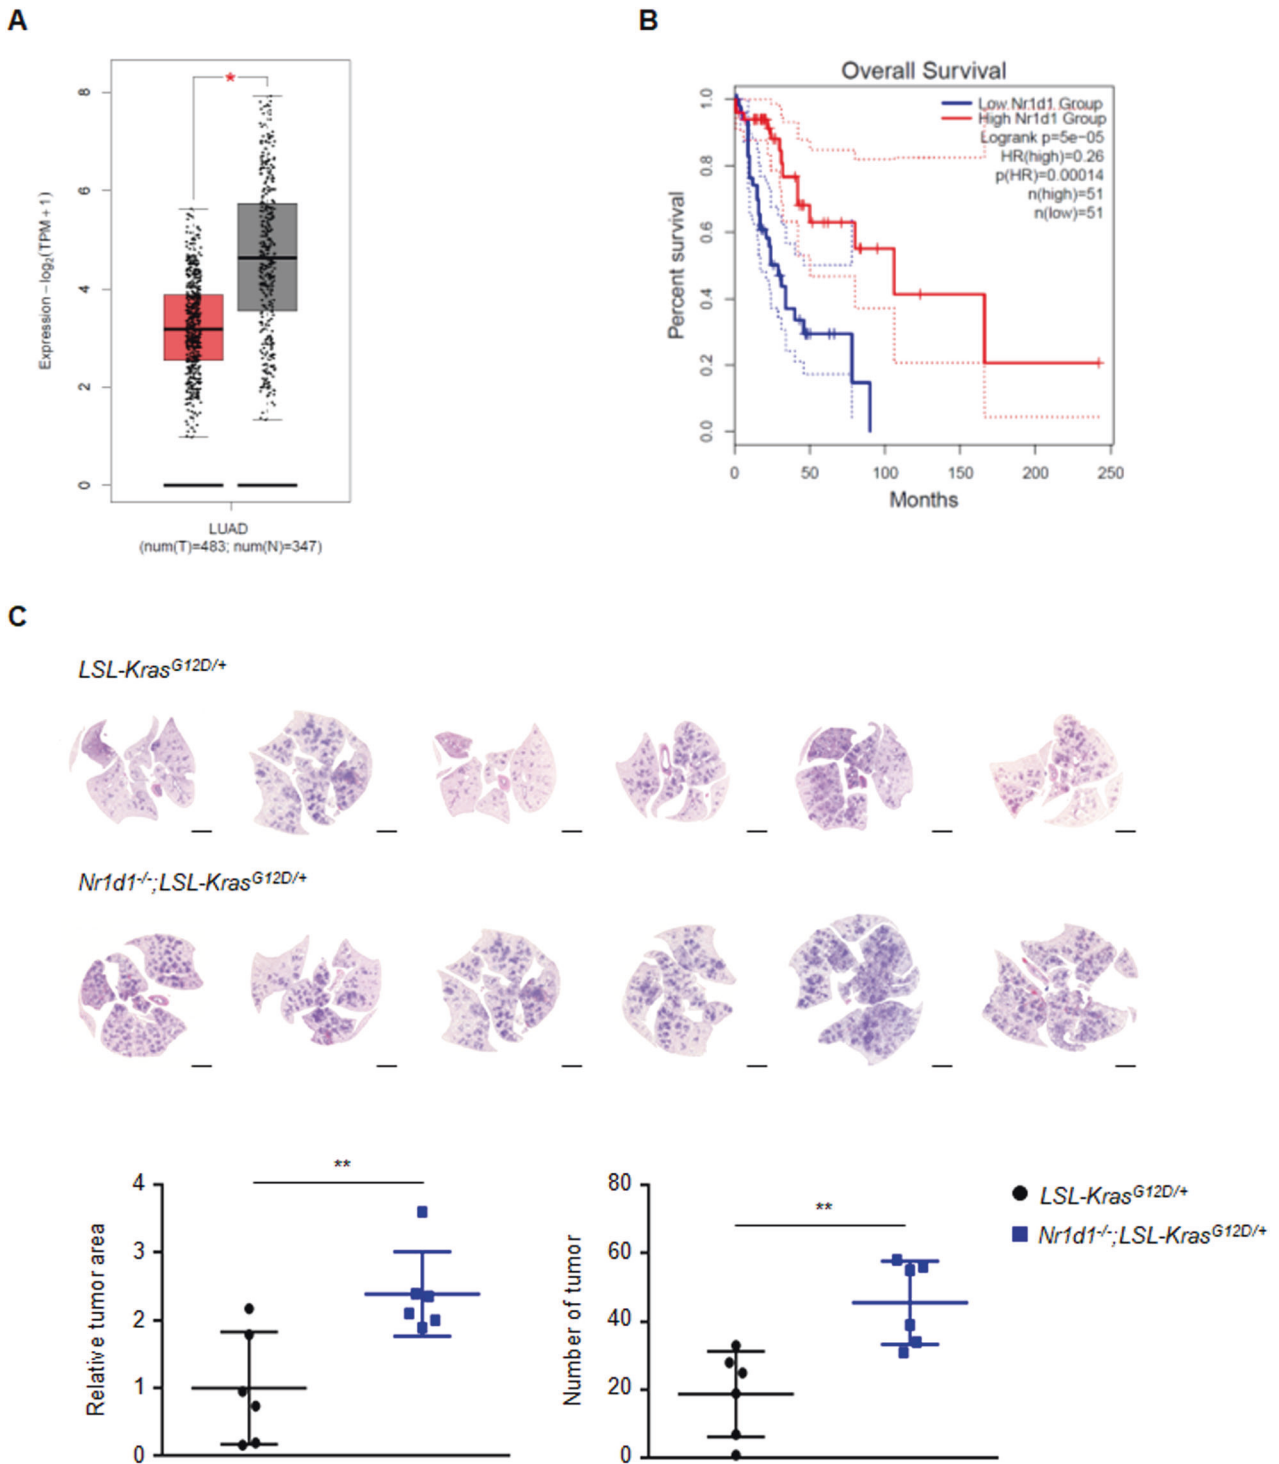 A
*
8
6
4
2
0
Expression – log2(TPM + 1)
LUAD
(num(T)=483; num(N)=347)
B
Overall Survival
Low Nr1d1 Group
High Nr1d1 Group
Logrank p=5e−05
HR(high)=0.26
p(HR)=0.00014
n(high)=51
n(low)=51
1.0
0.8
0.6
0.4
0.2
0.0
Percent survival
0 50 100 150 200 250
Months
C
LSL-KrasG12D/+
Nr1d1-/-;LSL-KrasG12D/+
**
4
3
2
1
0
Relative tumor area
**
80
60
40
20
0
Number of tumor
LSL-KrasG12D/+
Nr1d1-/-;LSL-KrasG12D/+